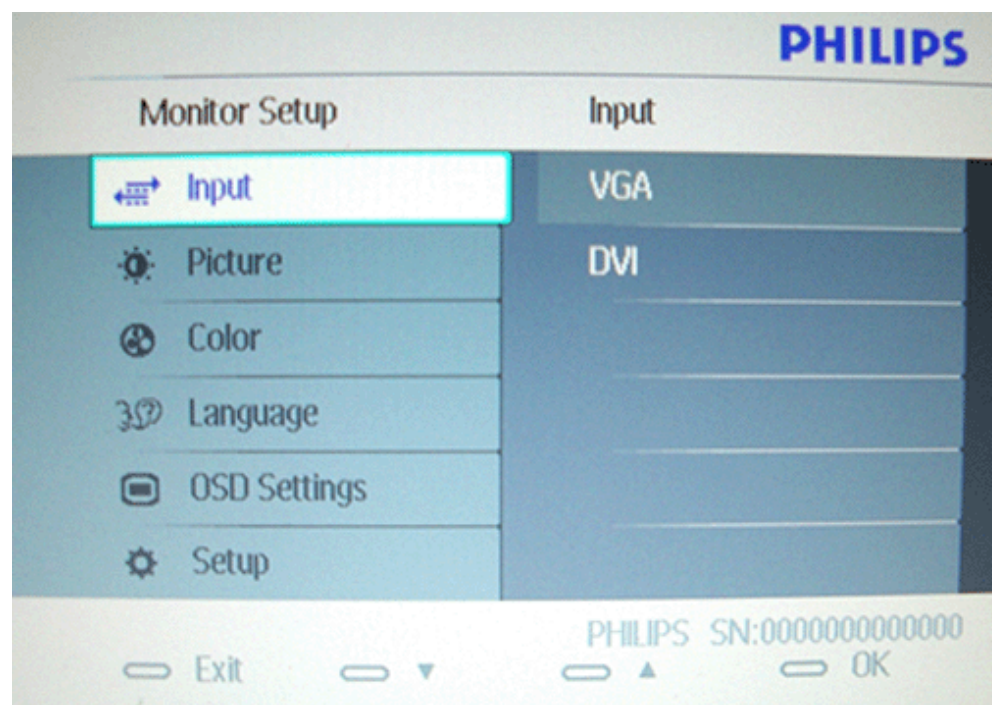 PHILIPS
Monitor Setup Input
Input VGA
Picture DVI
Color
Language
OSD Settings
Setup
PHILIPS SN:0000000000000
Exit ▼ ▲ OK